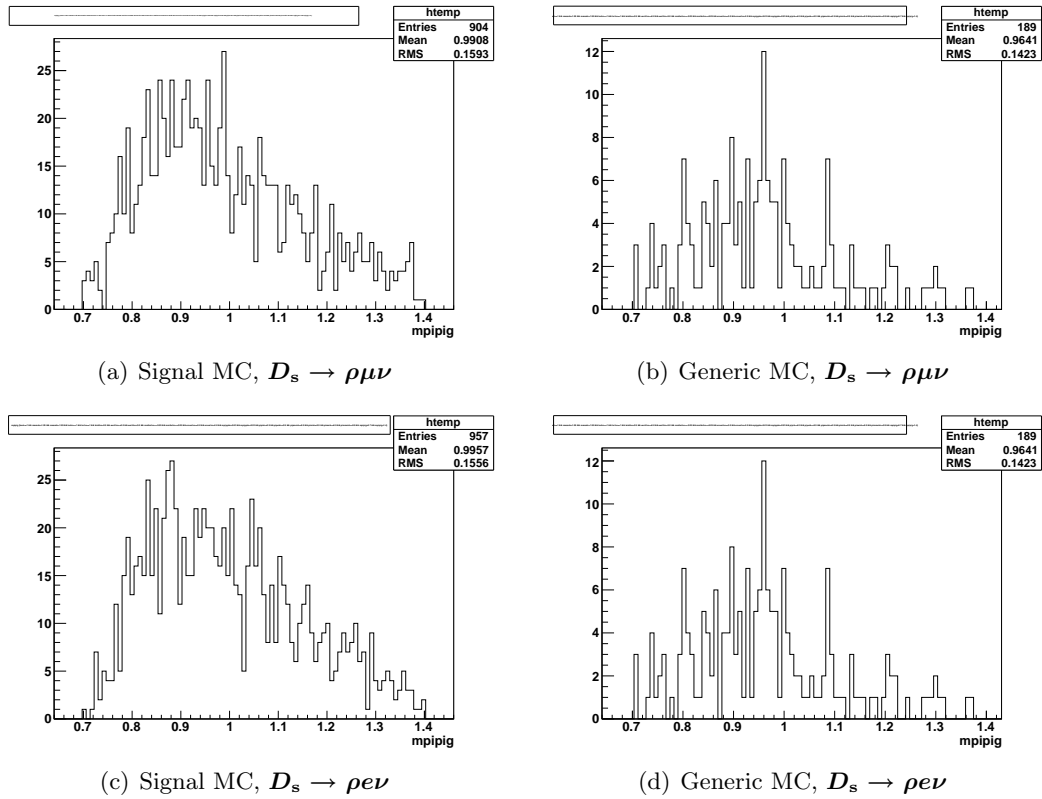 htemp
Entries 904
Mean 0.9908
RMS 0.1593
25
20
15
10
5
0
0.7 0.8 0.9 1 1.1 1.2 1.3 1.4
mpipig
(a) Signal MC, D_s → ρμν
htemp
Entries 189
Mean 0.9641
RMS 0.1423
12
10
8
6
4
2
0
0.7 0.8 0.9 1 1.1 1.2 1.3 1.4
mpipig
(b) Generic MC, D_s → ρμν
htemp
Entries 957
Mean 0.9957
RMS 0.1556
25
20
15
10
5
0
0.7 0.8 0.9 1 1.1 1.2 1.3 1.4
mpipig
(c) Signal MC, D_s → ρeν
htemp
Entries 189
Mean 0.9641
RMS 0.1423
12
10
8
6
4
2
0
0.7 0.8 0.9 1 1.1 1.2 1.3 1.4
mpipig
(d) Generic MC, D_s → ρeν